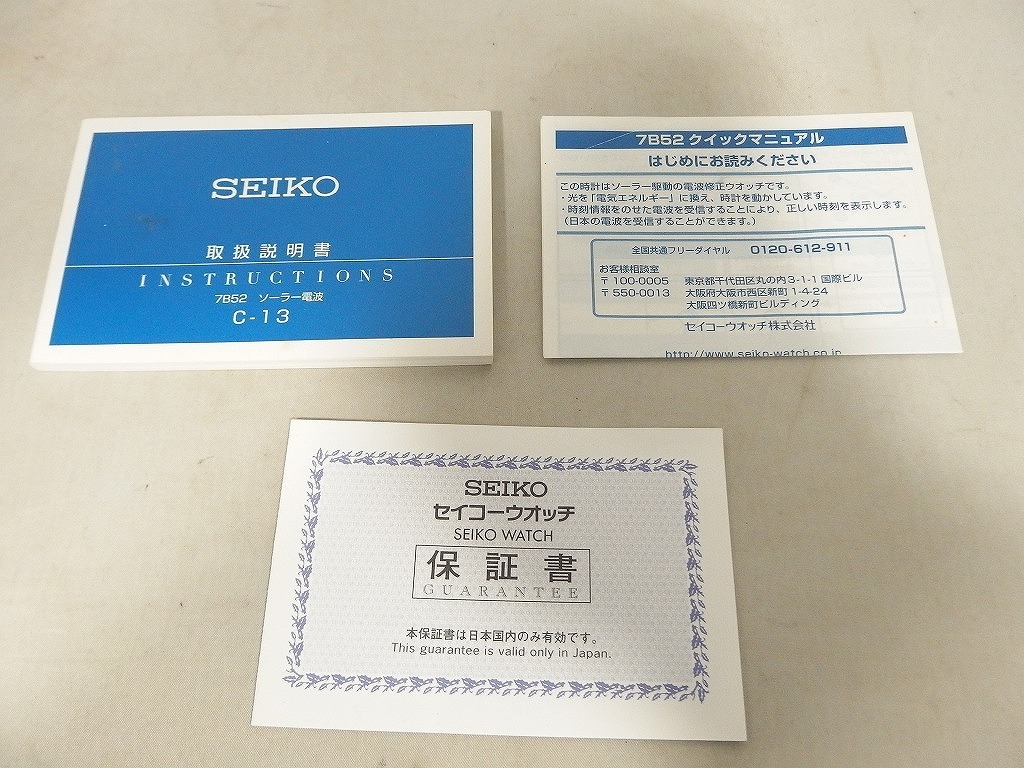 SEIKO
取扱説明書
INSTRUCTIONS
7B52 ソーラー電波
C-13
7B52 クイックマニュアル
はじめにお読みください
この時計はソーラー駆動の電波修正ウオッチです。
・光を「電気エネルギー」に換え、時計を動かしています。
・時刻情報をのせた電波を受信することにより、正しい時刻を表示します。
（日本の電波を受信することができます。）
全国共通フリーダイヤル 0120-612-911
お客様相談室
〒100-0005 東京都千代田区丸の内3-1-1 国際ビル
〒550-0013 大阪府大阪市西区新町1-4-24
大阪四ツ橋新町ビルディング
セイコーウオッチ株式会社
http://www.seiko-watch.co.jp
SEIKO
セイコーウオッチ
SEIKO WATCH
保証書
GUARANTEE
本保証書は日本国内のみ有効です。
This guarantee is valid only in Japan.